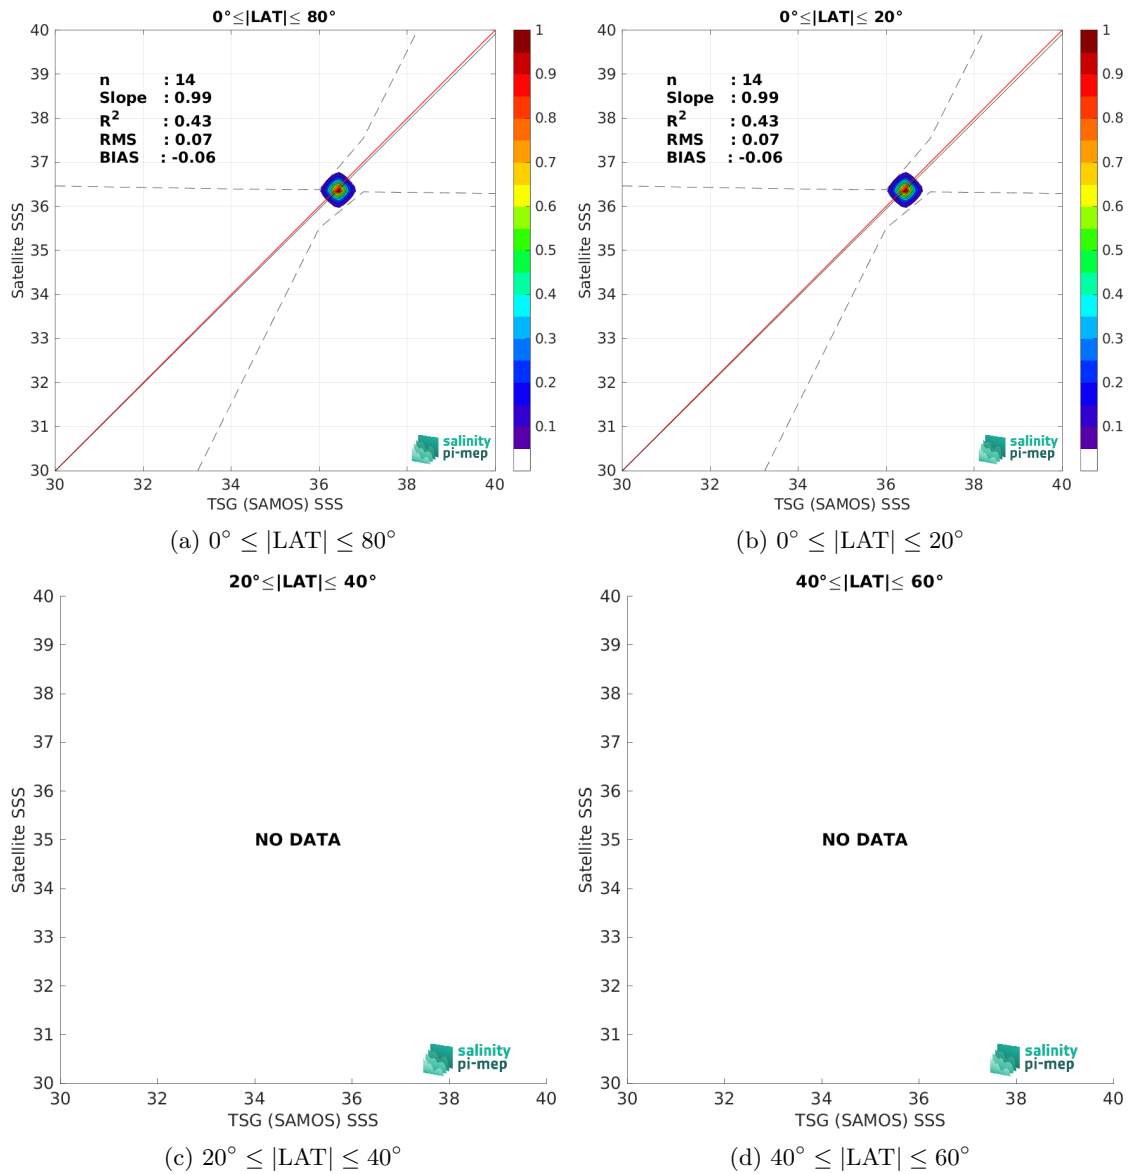 0°≤|LAT|≤ 80°
40
39
38
37
36
35
34
33
32
31
30
Satellite SSS
n : 14
Slope : 0.99
R² : 0.43
RMS : 0.07
BIAS : -0.06
1
0.9
0.8
0.7
0.6
0.5
0.4
0.3
0.2
0.1
salinity
pi-mep
30 32 34 36 38 40
TSG (SAMOS) SSS
(a) 0° ≤ |LAT| ≤ 80°
0°≤|LAT|≤ 20°
40
39
38
37
36
35
34
33
32
31
30
Satellite SSS
n : 14
Slope : 0.99
R² : 0.43
RMS : 0.07
BIAS : -0.06
1
0.9
0.8
0.7
0.6
0.5
0.4
0.3
0.2
0.1
salinity
pi-mep
30 32 34 36 38 40
TSG (SAMOS) SSS
(b) 0° ≤ |LAT| ≤ 20°
20°≤|LAT|≤ 40°
40
39
38
37
36
35
34
33
32
31
30
Satellite SSS
NO DATA
salinity
pi-mep
30 32 34 36 38 40
TSG (SAMOS) SSS
(c) 20° ≤ |LAT| ≤ 40°
40°≤|LAT|≤ 60°
40
39
38
37
36
35
34
33
32
31
30
Satellite SSS
NO DATA
salinity
pi-mep
30 32 34 36 38 40
TSG (SAMOS) SSS
(d) 40° ≤ |LAT| ≤ 60°